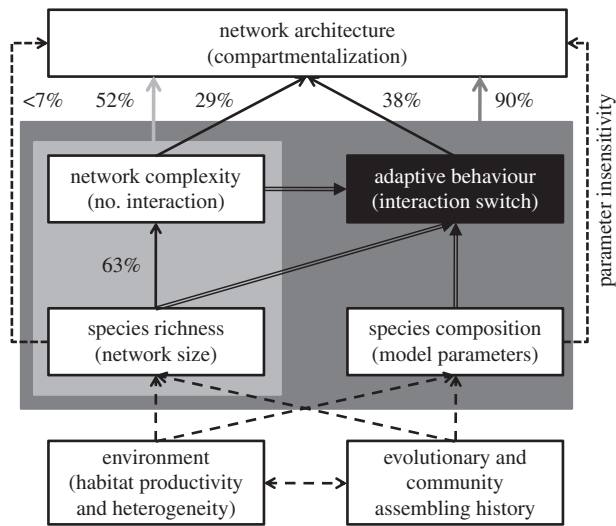 network architecture
(compartmentalization)
<7%
52%
29%
38%
90%
network complexity
(no. interaction)
adaptive behaviour
(interaction switch)
parameter insensitivity
63%
species richness
(network size)
species composition
(model parameters)
environment
(habitat productivity
and heterogeneity)
evolutionary and
community
assembling history